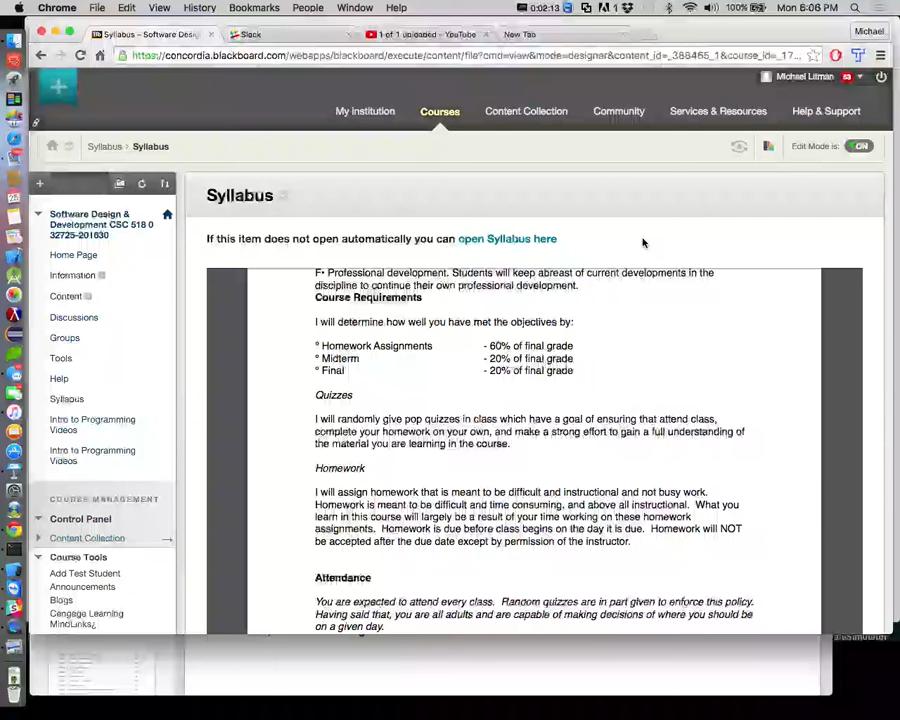 Chrome File Edit View History Bookmarks People Window Help 00:02:13 100% Mon 6:06 PM
Syllabus – Software Design Slack 1 of 1 uploaded - YouTube New Tab Michael
https://concordia.blackboard.com/webapps/blackboard/execute/content/file?cmd=view&mode=designer&content_id=_388465_1&course_id=_17...
Michael Litman 53
My Institution Courses Content Collection Community Services & Resources Help & Support
Syllabus > Syllabus Edit Mode is: ON
Syllabus
If this item does not open automatically you can open Syllabus here
Software Design &
Development CSC 518 0
32725-201630
Home Page
Information
Content
Discussions
Groups
Tools
Help
Syllabus
Intro to Programming
Videos
Intro to Programming
Videos
COURSE MANAGEMENT
Control Panel
Content Collection
Course Tools
Add Test Student
Announcements
Blogs
Cengage Learning
F• Professional development. Students will keep abreast of current developments in the
discipline to continue their own professional development.
Course Requirements
I will determine how well you have met the objectives by:
° Homework Assignments - 60% of final grade
° Midterm - 20% of final grade
° Final - 20% of final grade
Quizzes
I will randomly give pop quizzes in class which have a goal of ensuring that attend class,
complete your homework on your own, and make a strong effort to gain a full understanding of
the material you are learning in the course.
Homework
I will assign homework that is meant to be difficult and instructional and not busy work.
Homework is meant to be difficult and time consuming, and above all instructional. What you
learn in this course will largely be a result of your time working on these homework
assignments. Homework is due before class begins on the day it is due. Homework will NOT
be accepted after the due date except by permission of the instructor.
Attendance
You are expected to attend every class. Random quizzes are in part given to enforce this policy.
Having said that, you are all adults and are capable of making decisions of where you should be
on a given day.